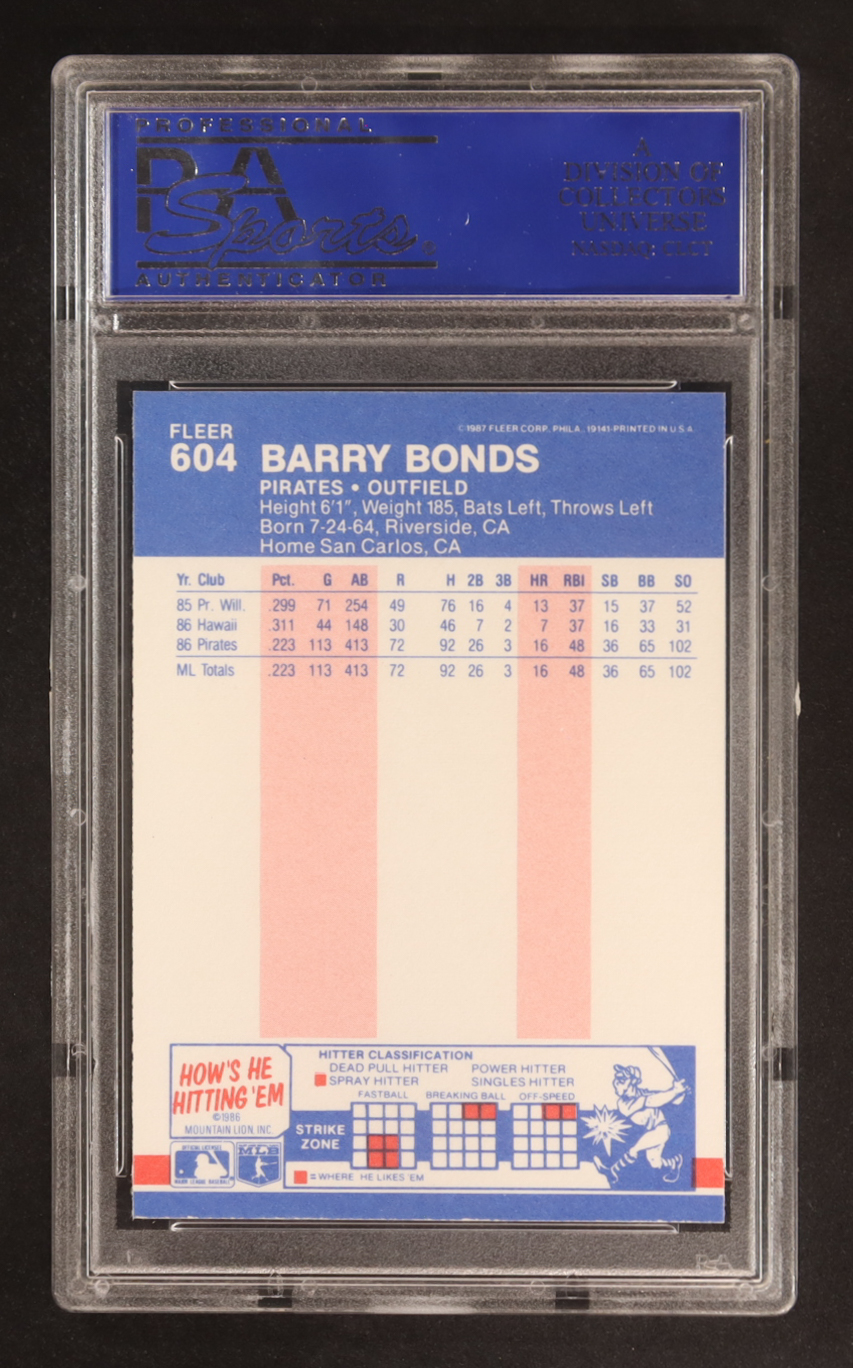 PROFESSIONAL
PSA
Sports®
AUTHENTICATOR
A
DIVISION OF
COLLECTORS
UNIVERSE
NASDAQ: CLCT
FLEER
604
©1987 FLEER CORP. PHILA., 19141-PRINTED IN U.S.A.
BARRY BONDS
PIRATES • OUTFIELD
Height 6'1", Weight 185, Bats Left, Throws Left
Born 7-24-64, Riverside, CA
Home San Carlos, CA
Yr. Club Pct. G AB R H 2B 3B HR RBI SB BB SO
85 Pr. Will. .299 71 254 49 76 16 4 13 37 15 37 52
86 Hawaii .311 44 148 30 46 7 2 7 37 16 33 31
86 Pirates .223 113 413 72 92 26 3 16 48 36 65 102
ML Totals .223 113 413 72 92 26 3 16 48 36 65 102
HOW'S HE
HITTING 'EM
©1986
MOUNTAIN LION, INC.
HITTER CLASSIFICATION
DEAD PULL HITTER POWER HITTER
SPRAY HITTER SINGLES HITTER
FASTBALL BREAKING BALL OFF-SPEED
STRIKE
ZONE
= WHERE HE LIKES 'EM
MAJOR LEAGUE BASEBALL
MLB
PSA